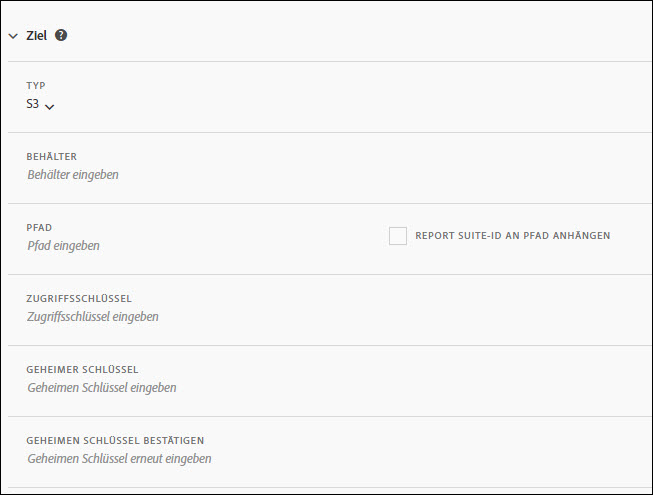 Ziel ?
TYP
S3
BEHÄLTER
Behälter eingeben
PFAD
Pfad eingeben
REPORT SUITE-ID AN PFAD ANHÄNGEN
ZUGRIFFSSCHLÜSSEL
Zugriffsschlüssel eingeben
GEHEIMER SCHLÜSSEL
Geheimen Schlüssel eingeben
GEHEIMEN SCHLÜSSEL BESTÄTIGEN
Geheimen Schlüssel erneut eingeben